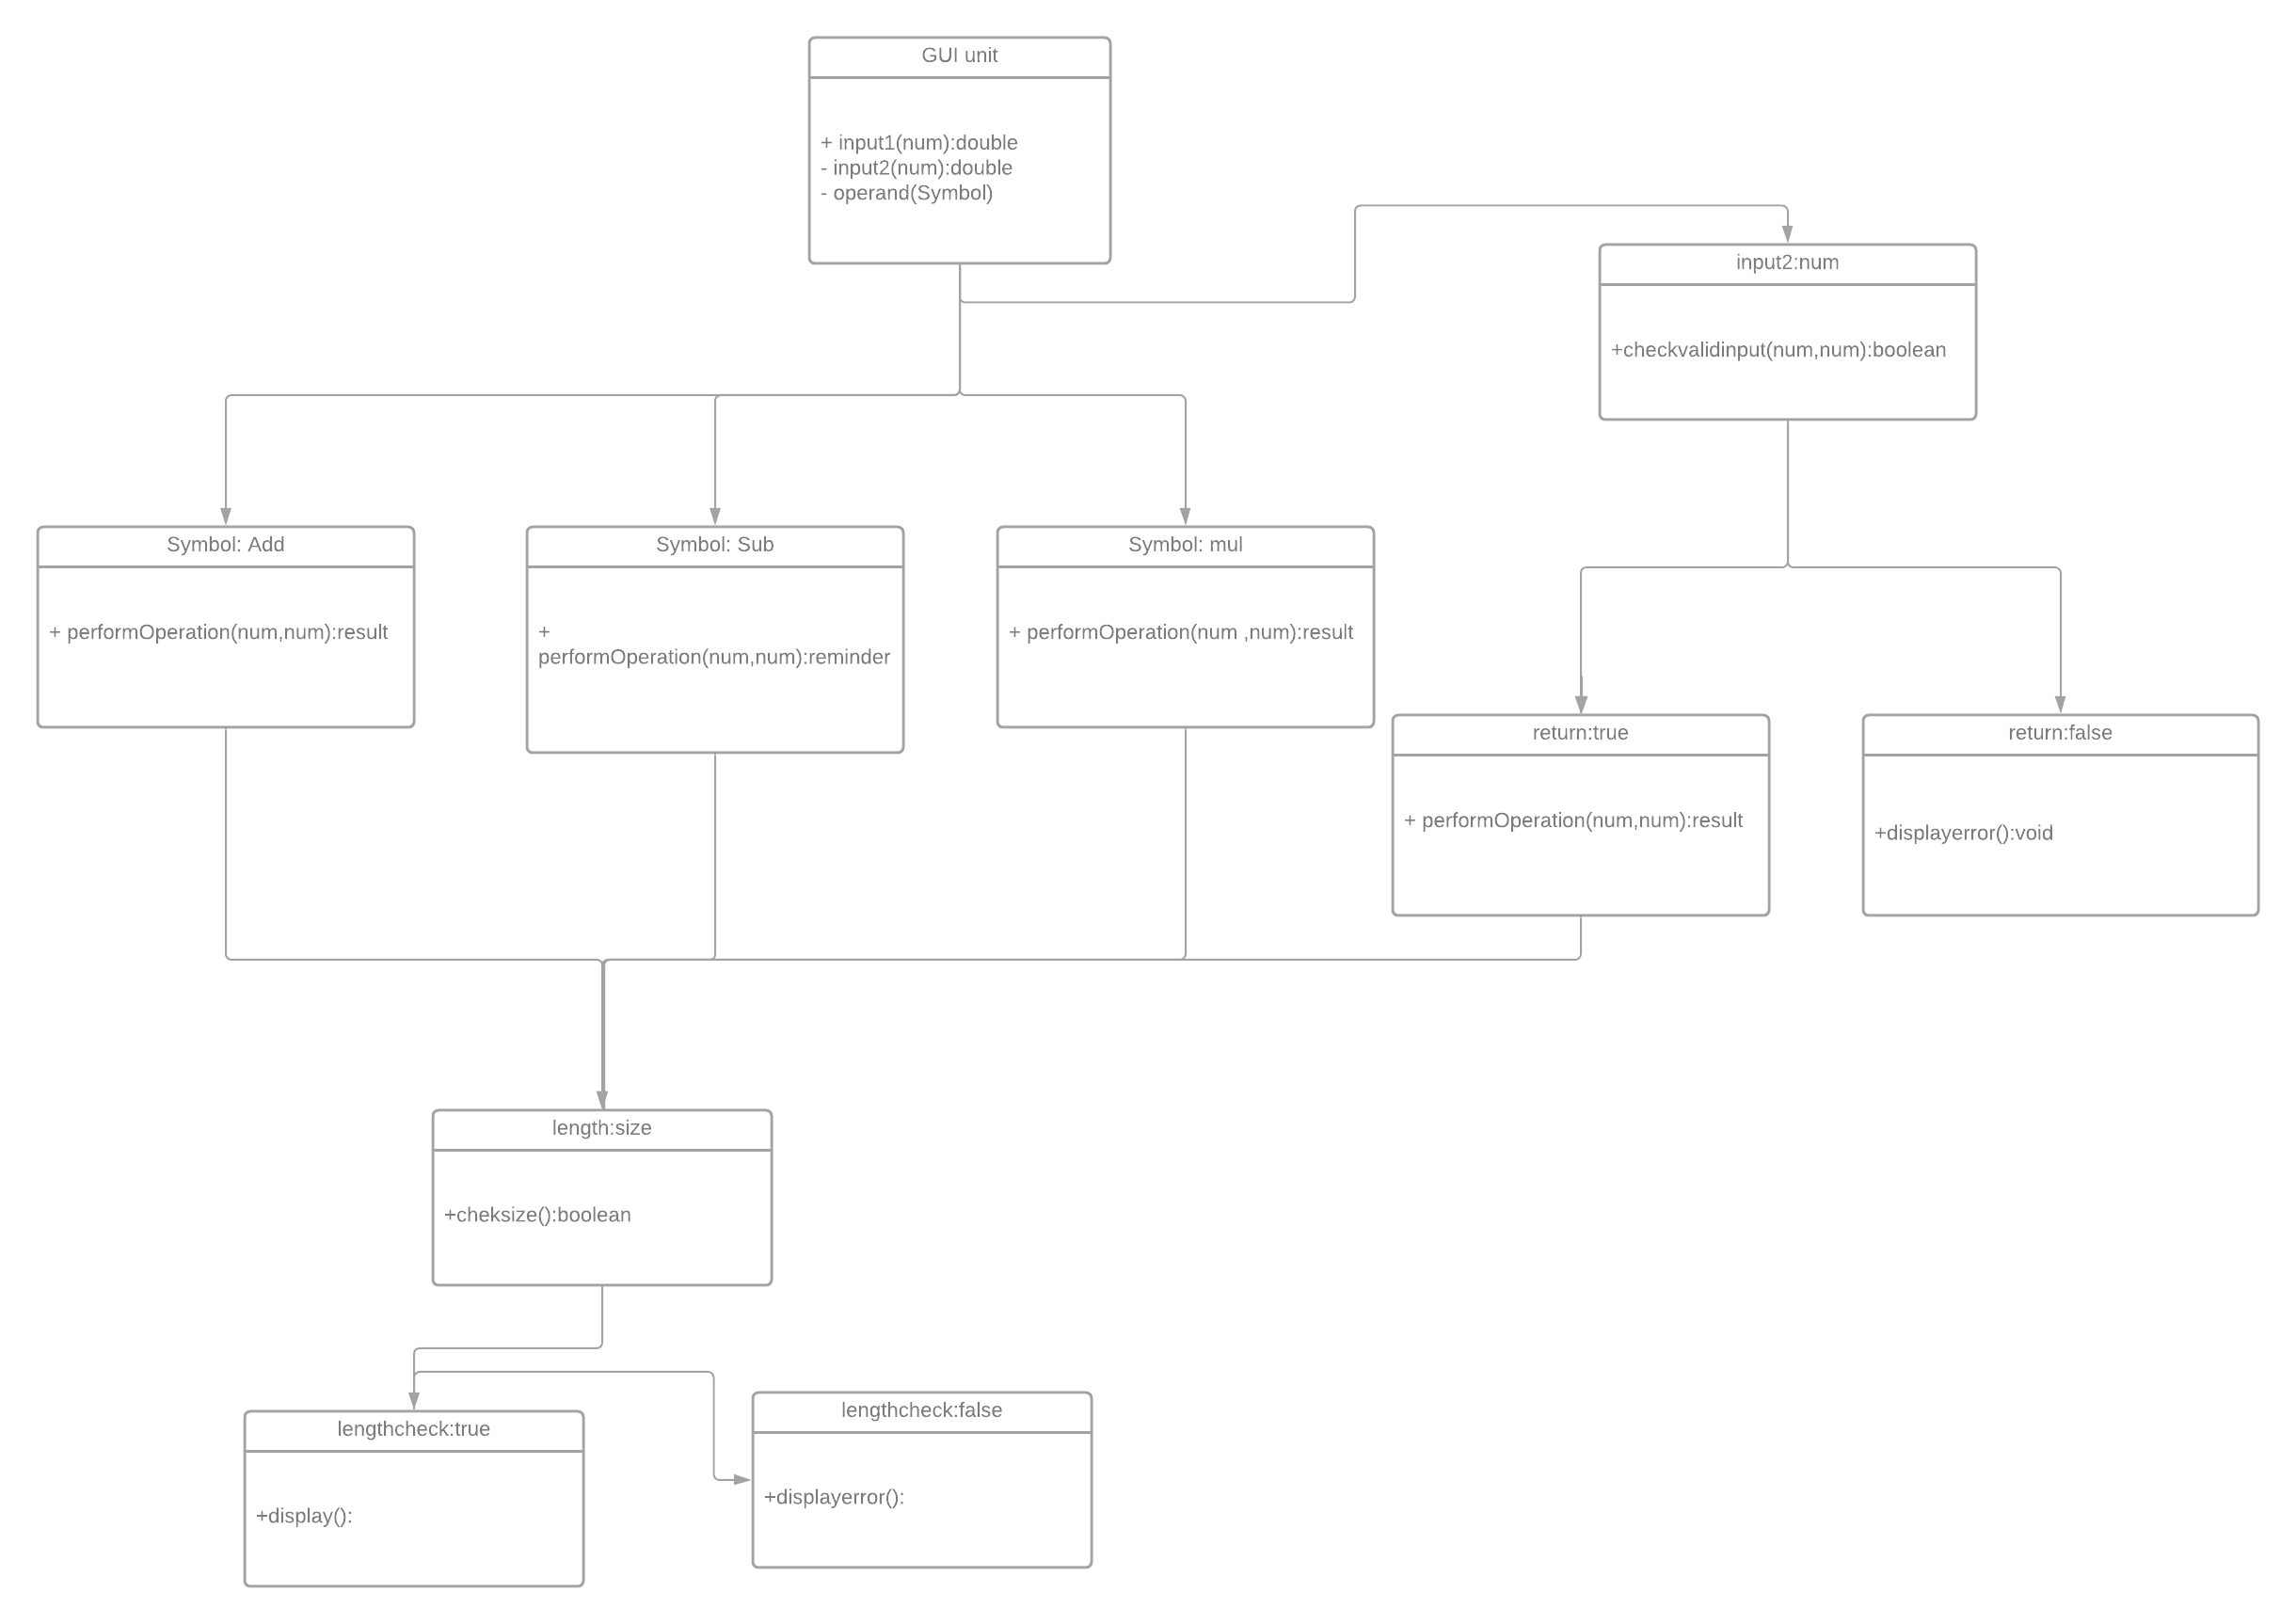 GUI unit
+ input1(num):double
- input2(num):double
- operand(Symbol)
input2:num
+checkvalidinput(num,num):boolean
Symbol: Add
+ performOperation(num,num):result
Symbol: Sub
+
performOperation(num,num):reminder
Symbol: mul
+ performOperation(num ,num):result
return:true
+ performOperation(num,num):result
return:false
+displayerror():void
length:size
+cheksize():boolean
lengthcheck:true
+display():
lengthcheck:false
+displayerror():